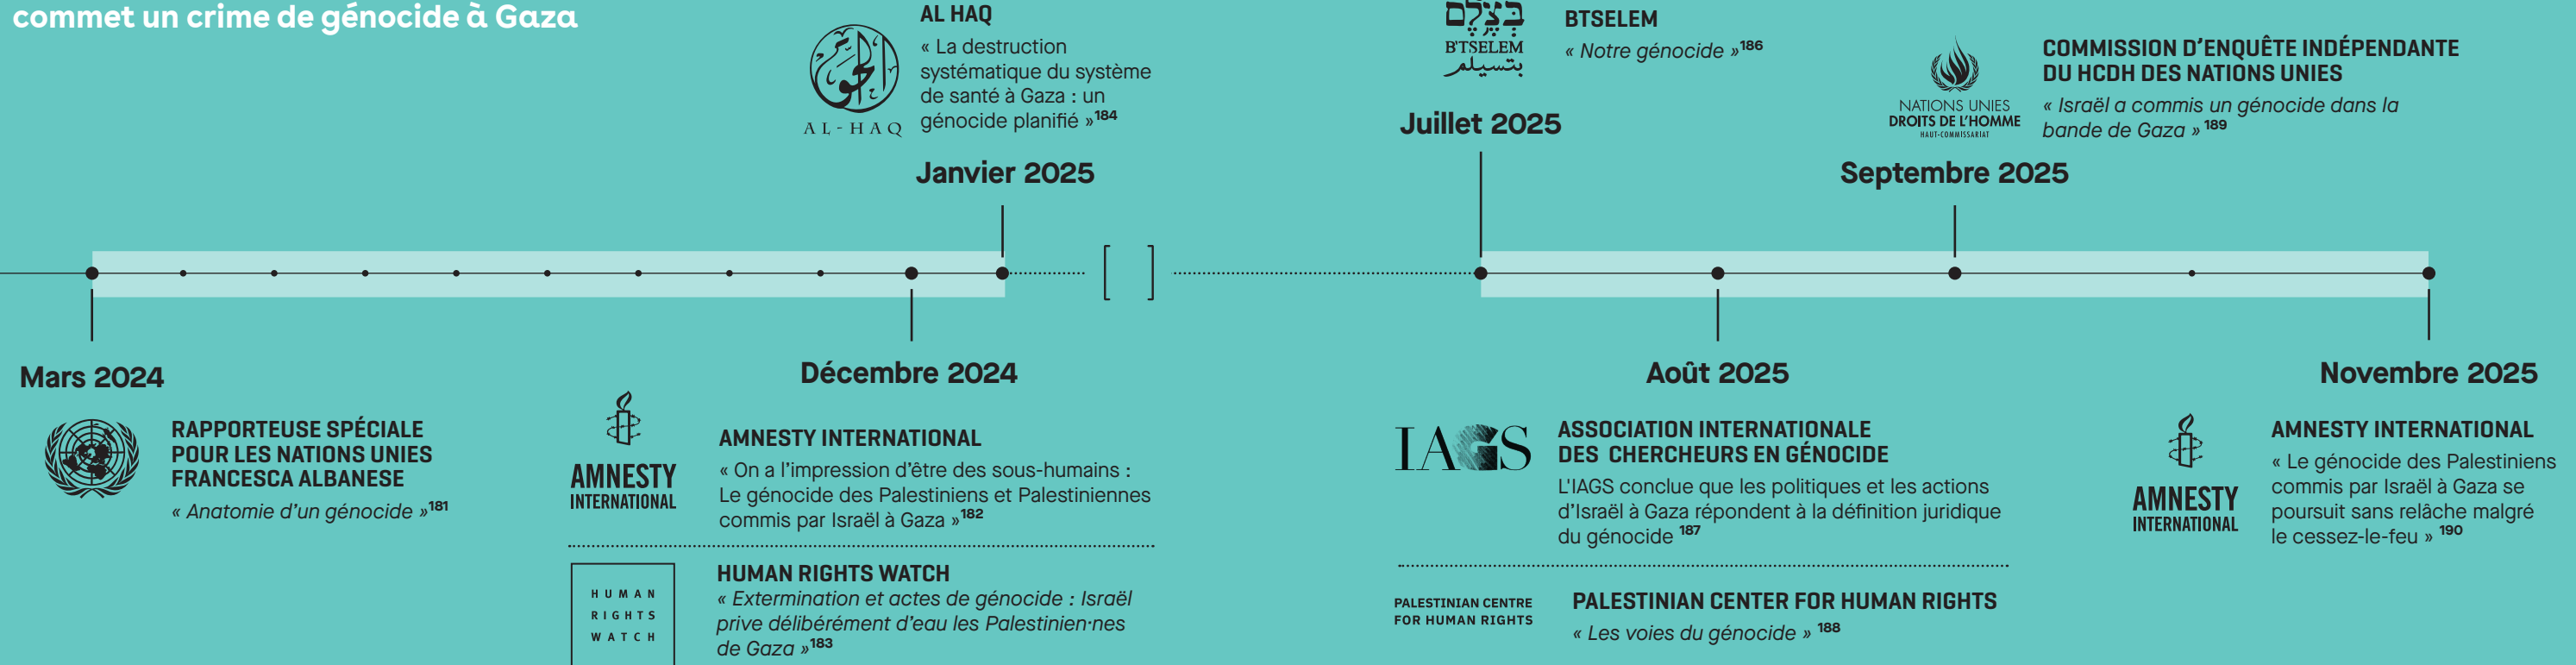 commet un crime de génocide à Gaza
AL-HAQ
AL HAQ
« La destruction
systématique du système
de santé à Gaza : un
génocide planifié »184
Janvier 2025
בצלם
B'TSELEM
بتسيلم
BTSELEM
« Notre génocide »186
Juillet 2025
NATIONS UNIES
DROITS DE L'HOMME
HAUT-COMMISSARIAT
COMMISSION D'ENQUÊTE INDÉPENDANTE
DU HCDH DES NATIONS UNIES
« Israël a commis un génocide dans la
bande de Gaza » 189
Septembre 2025
[ ]
Mars 2024
RAPPORTEUSE SPÉCIALE
POUR LES NATIONS UNIES
FRANCESCA ALBANESE
« Anatomie d'un génocide »181
Décembre 2024
AMNESTY
INTERNATIONAL
AMNESTY INTERNATIONAL
« On a l'impression d'être des sous-humains :
Le génocide des Palestiniens et Palestiniennes
commis par Israël à Gaza »182
HUMAN
RIGHTS
WATCH
HUMAN RIGHTS WATCH
« Extermination et actes de génocide : Israël
prive délibérément d'eau les Palestinien·nes
de Gaza »183
Août 2025
IAGS
ASSOCIATION INTERNATIONALE
DES CHERCHEURS EN GÉNOCIDE
L'IAGS conclue que les politiques et les actions
d'Israël à Gaza répondent à la définition juridique
du génocide 187
PALESTINIAN CENTRE
FOR HUMAN RIGHTS
PALESTINIAN CENTER FOR HUMAN RIGHTS
« Les voies du génocide » 188
Novembre 2025
AMNESTY
INTERNATIONAL
AMNESTY INTERNATIONAL
« Le génocide des Palestiniens
commis par Israël à Gaza se
poursuit sans relâche malgré
le cessez-le-feu » 190